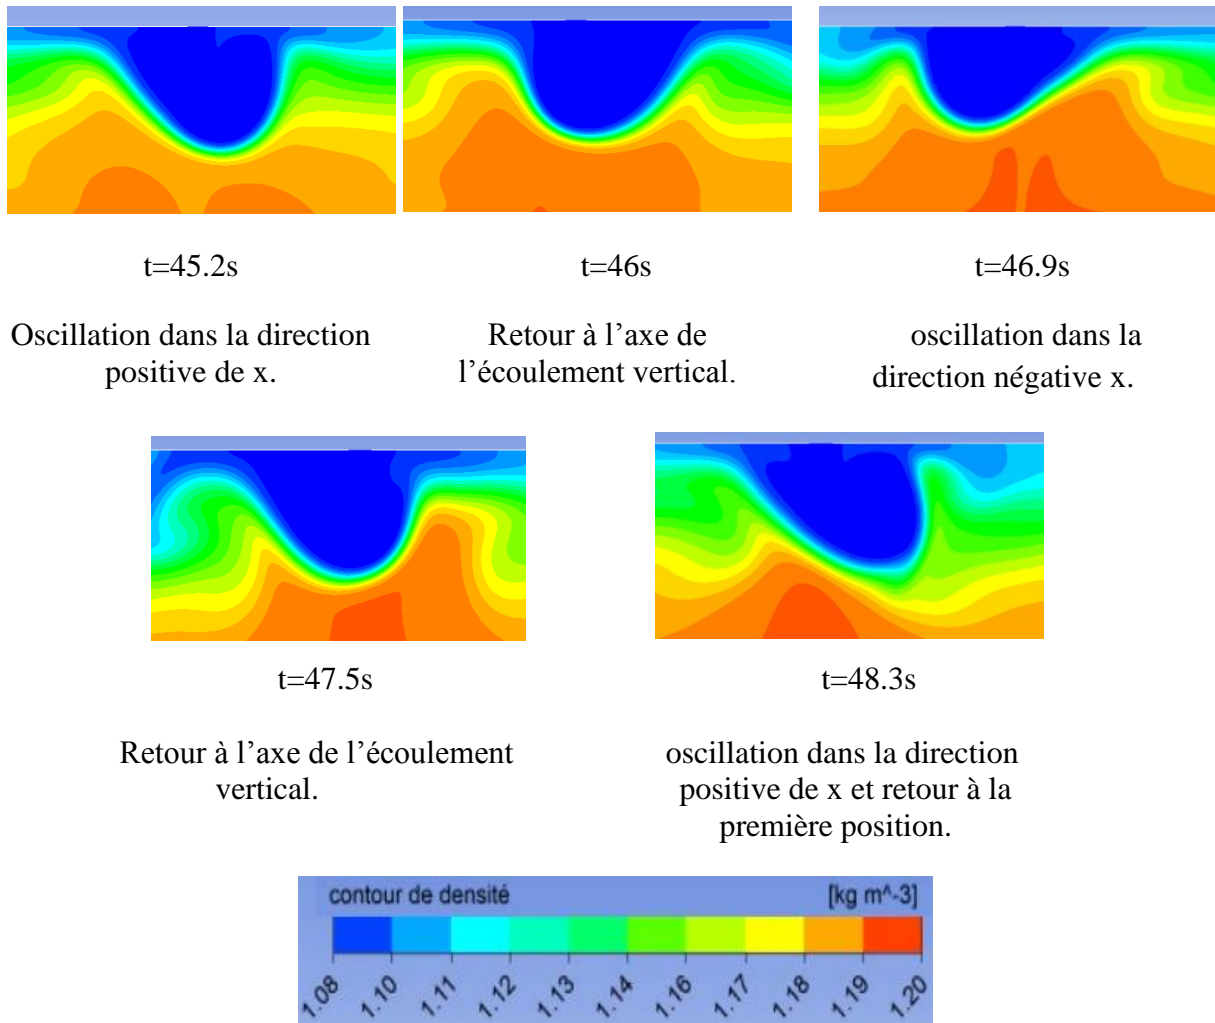 t=45.2s
t=46s
t=46.9s
Oscillation dans la direction
positive de x.
Retour à l’axe de
l’écoulement vertical.
oscillation dans la
direction négative x.
t=47.5s
t=48.3s
Retour à l’axe de l’écoulement
vertical.
oscillation dans la direction
positive de x et retour à la
première position.
contour de densité [kg m^-3]
1.08 1.10 1.11 1.12 1.13 1.14 1.16 1.17 1.18 1.19 1.20